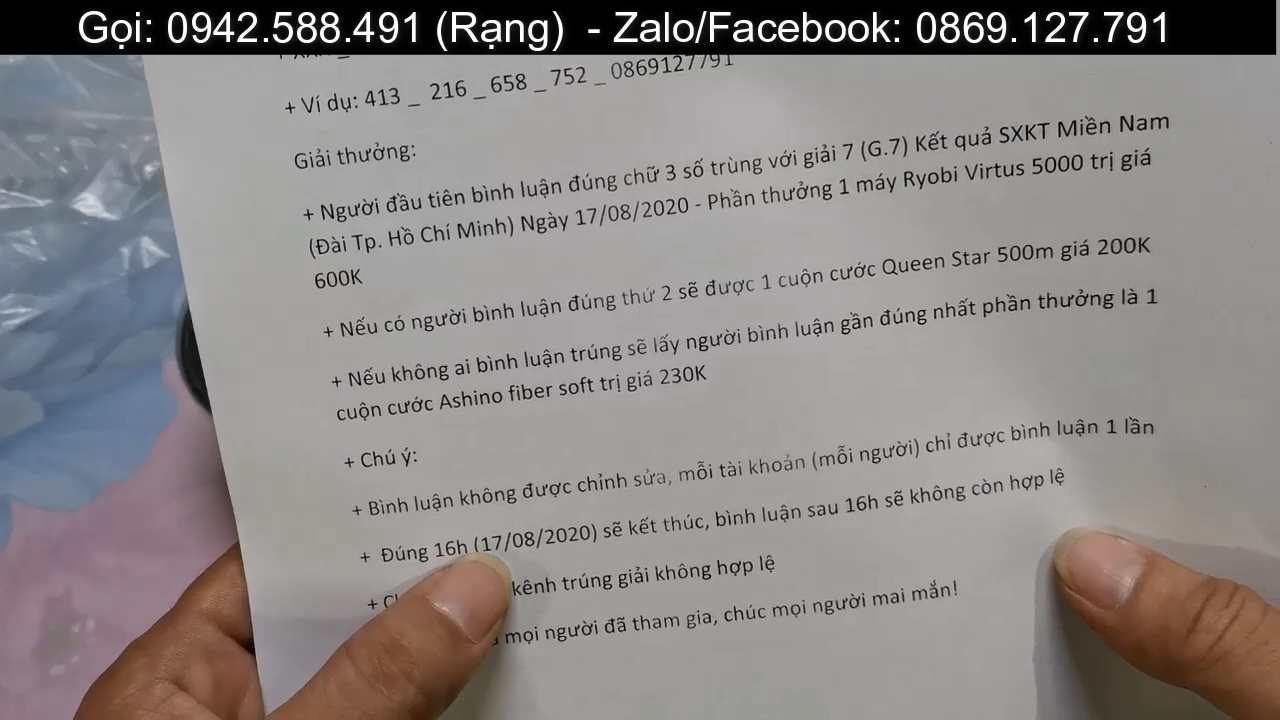 Gọi: 0942.588.491 (Rạng) - Zalo/Facebook: 0869.127.791
+ Ví dụ: 413 _ 216 _ 658 _ 752 _ 0869127791
Giải thưởng:
+ Người đầu tiên bình luận đúng chữ 3 số trùng với giải 7 (G.7) Kết quả SXKT Miền Nam
(Đài Tp. Hồ Chí Minh) Ngày 17/08/2020 - Phần thưởng 1 máy Ryobi Virtus 5000 trị giá
600K
+ Nếu có người bình luận đúng thứ 2 sẽ được 1 cuộn cước Queen Star 500m giá 200K
+ Nếu không ai bình luận trúng sẽ lấy người bình luận gần đúng nhất phần thưởng là 1
cuộn cước Ashino fiber soft trị giá 230K
+ Chú ý:
+ Bình luận không được chỉnh sửa, mỗi tài khoản (mỗi người) chỉ được bình luận 1 lần
+ Đúng 16h (17/08/2020) sẽ kết thúc, bình luận sau 16h sẽ không còn hợp lệ
+ kênh trúng giải không hợp lệ
mọi người đã tham gia, chúc mọi người mai mắn!